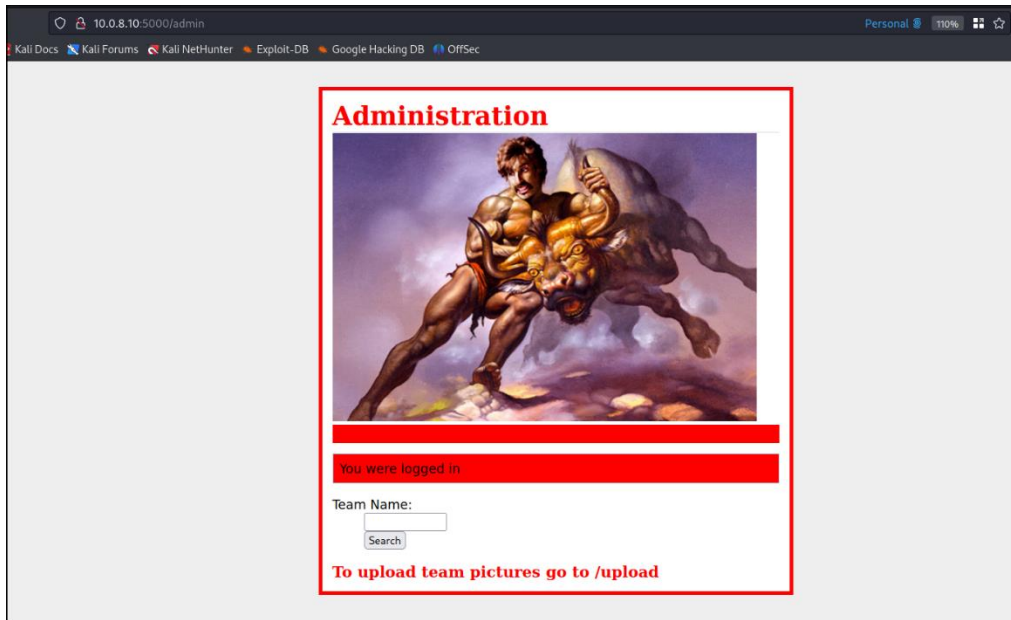 10.0.8.10:5000/admin
Personal
110%
Kali Docs
Kali Forums
Kali NetHunter
Exploit-DB
Google Hacking DB
OffSec
Administration
You were logged in
Team Name:
Search
To upload team pictures go to /upload